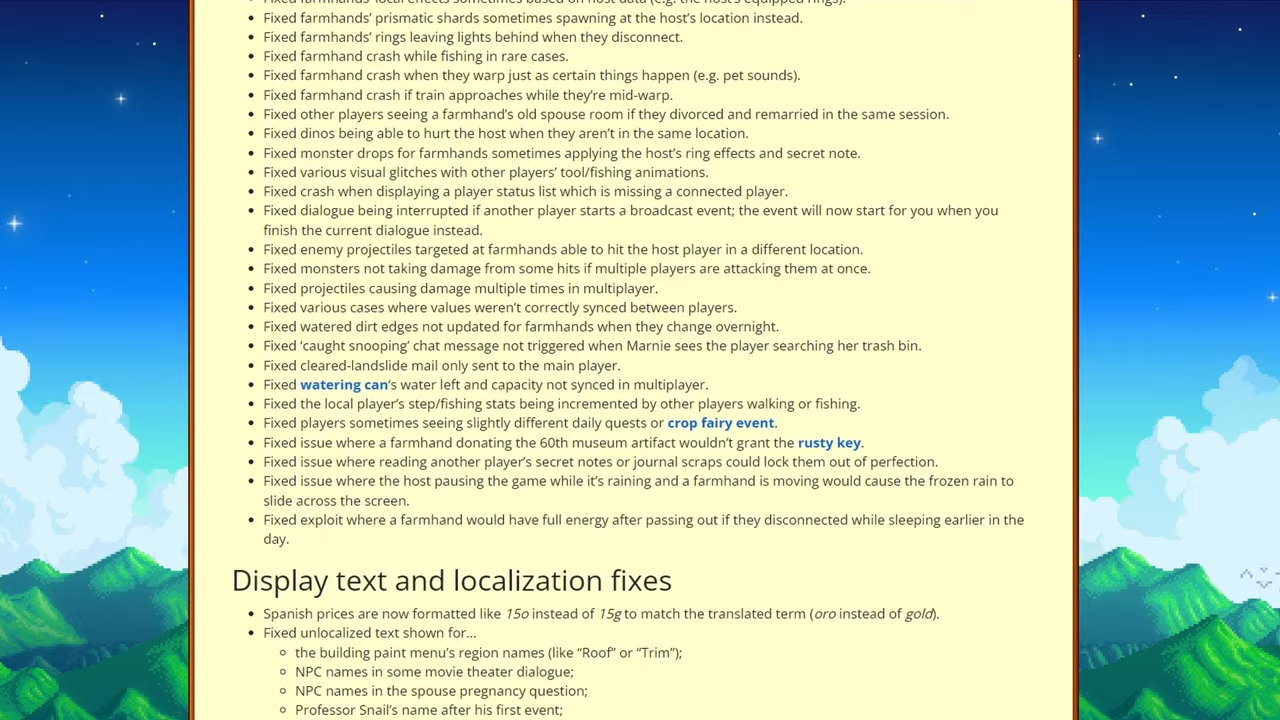 Fixed farmhands' local effects sometimes based on host data (e.g. the host's equipped rings).
Fixed farmhands’ prismatic shards sometimes spawning at the host’s location instead.
Fixed farmhands’ rings leaving lights behind when they disconnect.
Fixed farmhand crash while fishing in rare cases.
Fixed farmhand crash when they warp just as certain things happen (e.g. pet sounds).
Fixed farmhand crash if train approaches while they’re mid-warp.
Fixed other players seeing a farmhand’s old spouse room if they divorced and remarried in the same session.
Fixed dinos being able to hurt the host when they aren’t in the same location.
Fixed monster drops for farmhands sometimes applying the host’s ring effects and secret note.
Fixed various visual glitches with other players’ tool/fishing animations.
Fixed crash when displaying a player status list which is missing a connected player.
Fixed dialogue being interrupted if another player starts a broadcast event; the event will now start for you when you
finish the current dialogue instead.
Fixed enemy projectiles targeted at farmhands able to hit the host player in a different location.
Fixed monsters not taking damage from some hits if multiple players are attacking them at once.
Fixed projectiles causing damage multiple times in multiplayer.
Fixed various cases where values weren’t correctly synced between players.
Fixed watered dirt edges not updated for farmhands when they change overnight.
Fixed ‘caught snooping’ chat message not triggered when Marnie sees the player searching her trash bin.
Fixed cleared-landslide mail only sent to the main player.
Fixed watering can‘s water left and capacity not synced in multiplayer.
Fixed the local player’s step/fishing stats being incremented by other players walking or fishing.
Fixed players sometimes seeing slightly different daily quests or crop fairy event.
Fixed issue where a farmhand donating the 60th museum artifact wouldn’t grant the rusty key.
Fixed issue where reading another player’s secret notes or journal scraps could lock them out of perfection.
Fixed issue where the host pausing the game while it’s raining and a farmhand is moving would cause the frozen rain to
slide across the screen.
Fixed exploit where a farmhand would have full energy after passing out if they disconnected while sleeping earlier in the
day.
Display text and localization fixes
Spanish prices are now formatted like 15o instead of 15g to match the translated term (oro instead of gold).
Fixed unlocalized text shown for…
the building paint menu’s region names (like “Roof” or “Trim”);
NPC names in some movie theater dialogue;
NPC names in the spouse pregnancy question;
Professor Snail’s name after his first event;